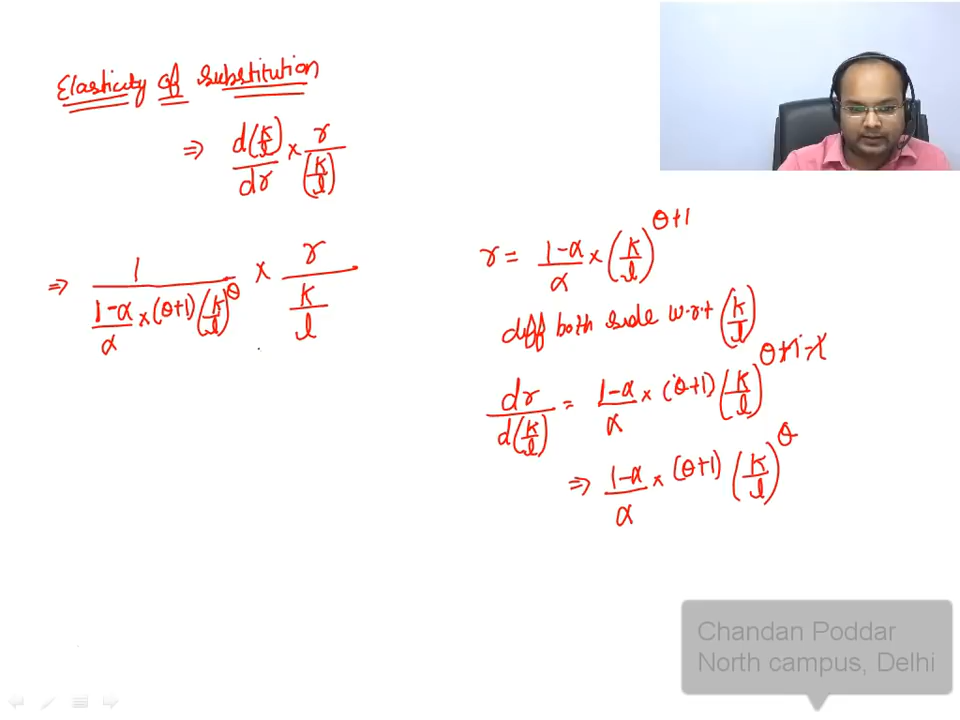 Elasticity of substitution
⇒ d(k/l)/dr × r/(k/l)
⇒ 1/(1-α/α × (θ+1) (k/l)^θ) × r/(k/l)
r = 1-α/α × (k/l)^θ+1
diff both side w.r.t (k/l)
dr/d(k/l) = 1-α/α × (θ+1) (k/l)^θ+1-1
⇒ 1-α/α × (θ+1) (k/l)^θ
Chandan Poddar
North campus, Delhi